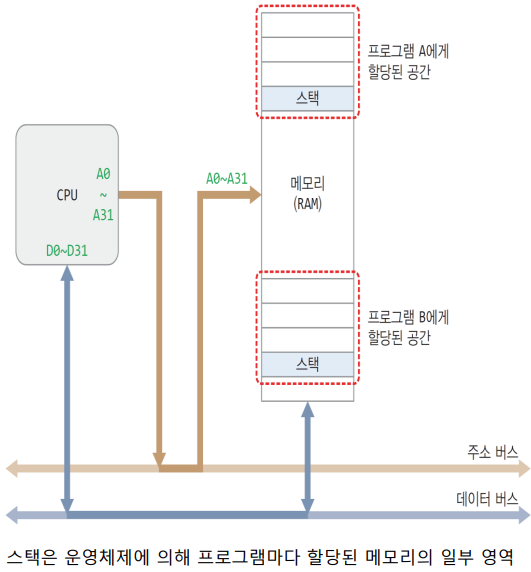 프로그램 A에게
할당된 공간
스택
CPU
A0
~
A31
D0~D31
A0~A31
메모리
(RAM)
프로그램 B에게
할당된 공간
스택
주소 버스
데이터 버스
스택은 운영체제에 의해 프로그램마다 할당된 메모리의 일부 영역